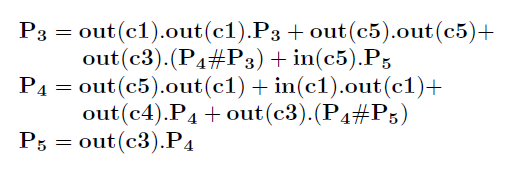 P₃ = out(c1).out(c1).P₃ + out(c5).out(c5)+
out(c3).(P₄#P₃) + in(c5).P₅
P₄ = out(c5).out(c1) + in(c1).out(c1)+
out(c4).P₄ + out(c3).(P₄#P₅)
P₅ = out(c3).P₄